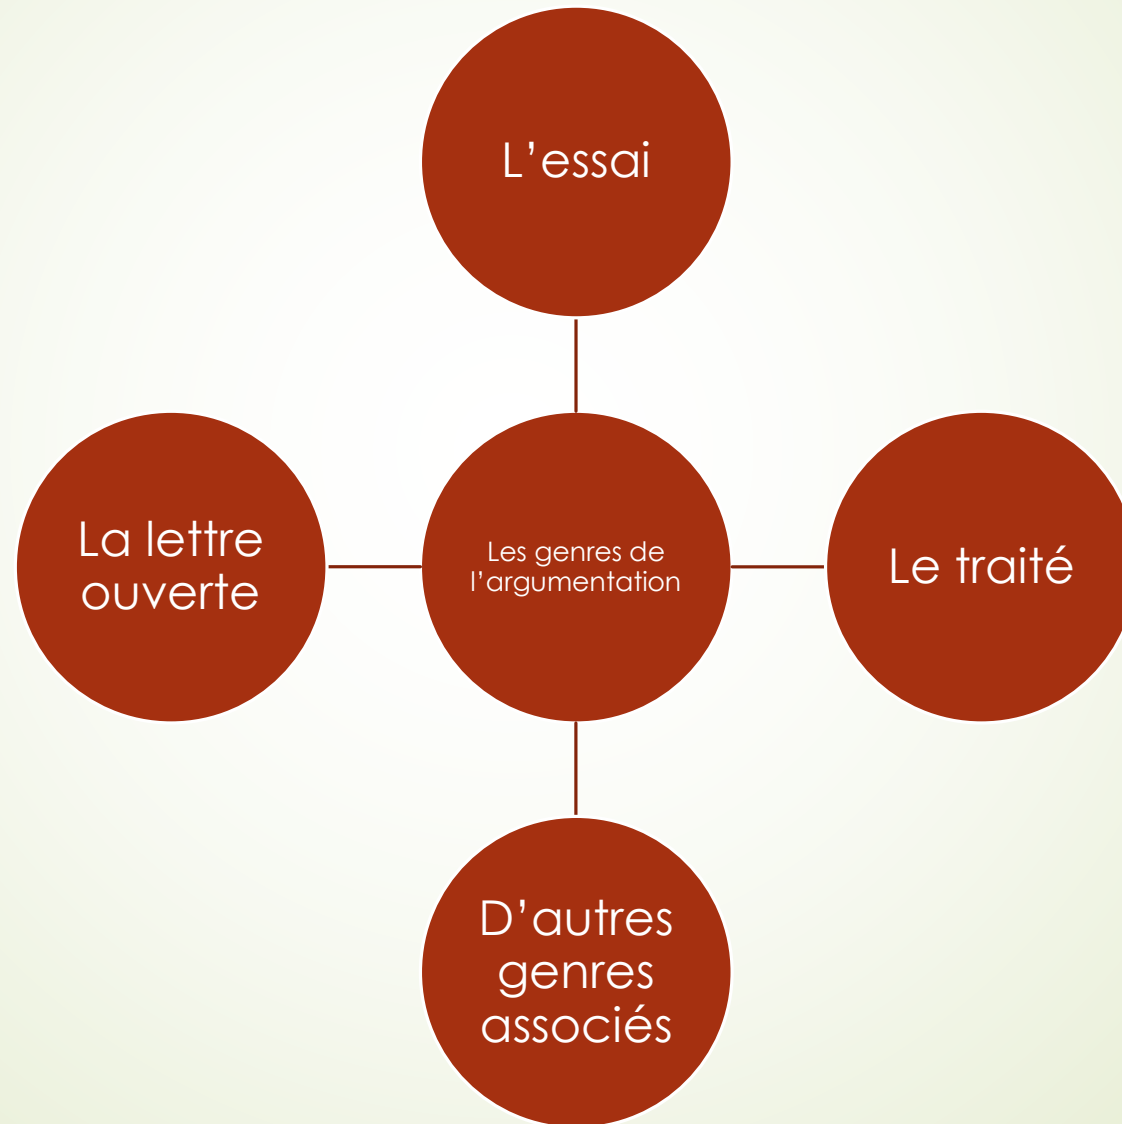 L’essai
La lettre
ouverte
Les genres de
l’argumentation
Le traité
D’autres
genres
associés